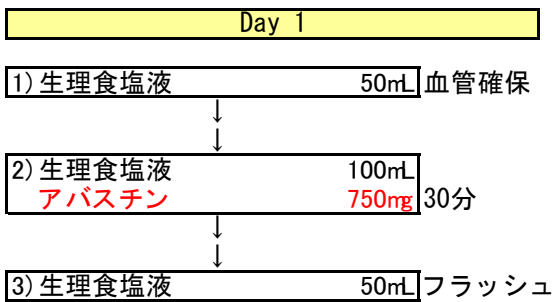 Day 1
1)生理食塩液 50mL 血管確保
↓
↓
2)生理食塩液 100mL
アバスチン 750mg 30分
↓
↓
3)生理食塩液 50mL フラッシュ